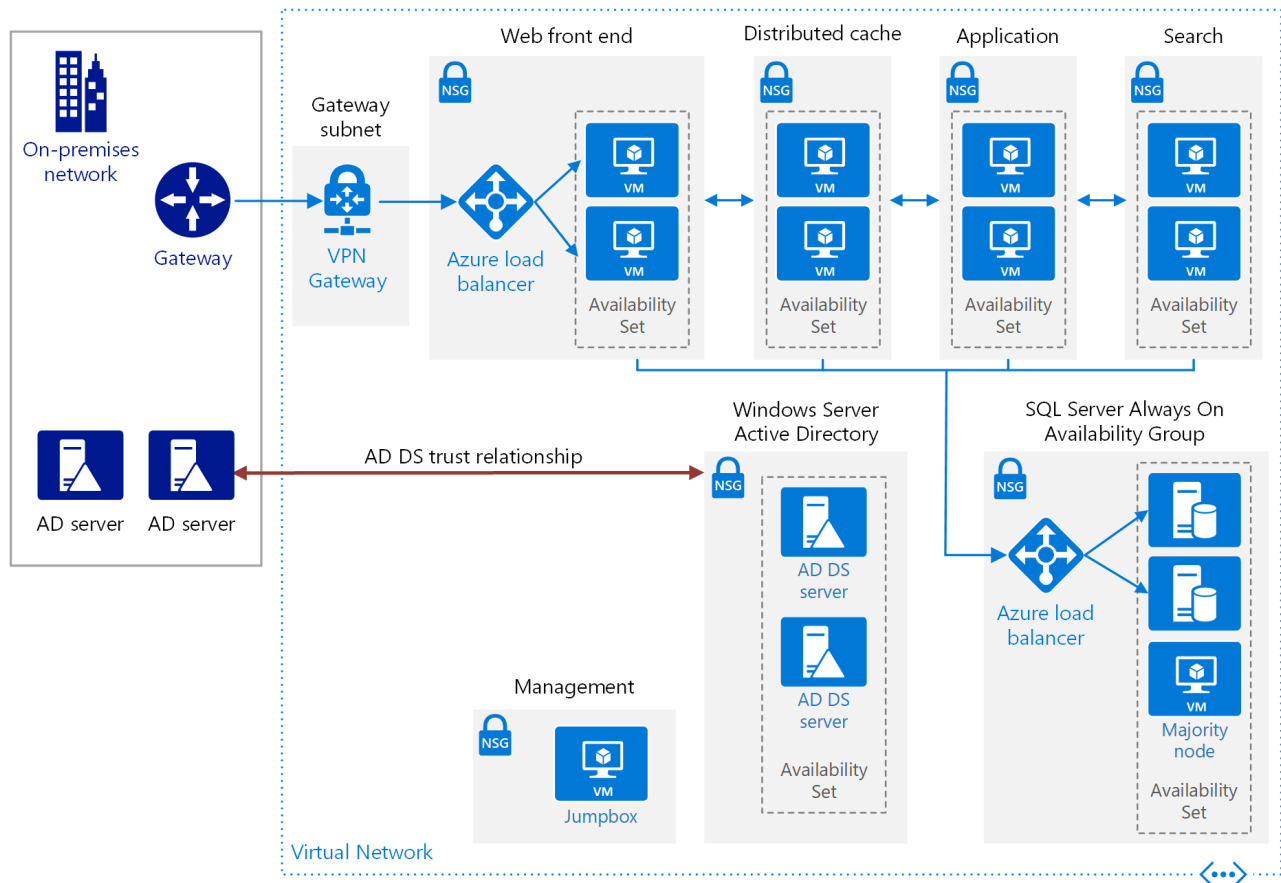 Web front end
Distributed cache
Application
Search
NSG
NSG
NSG
NSG
On-premises
network
Gateway
Gateway
subnet
VPN
Gateway
Azure load
balancer
VM
VM
Availability
Set
VM
VM
Availability
Set
VM
VM
Availability
Set
VM
VM
Availability
Set
AD server
AD server
AD DS trust relationship
Windows Server
Active Directory
NSG
AD DS
server
AD DS
server
Availability
Set
SQL Server Always On
Availability Group
NSG
Azure load
balancer
VM
Majority
node
Availability
Set
Management
NSG
VM
Jumpbox
Virtual Network